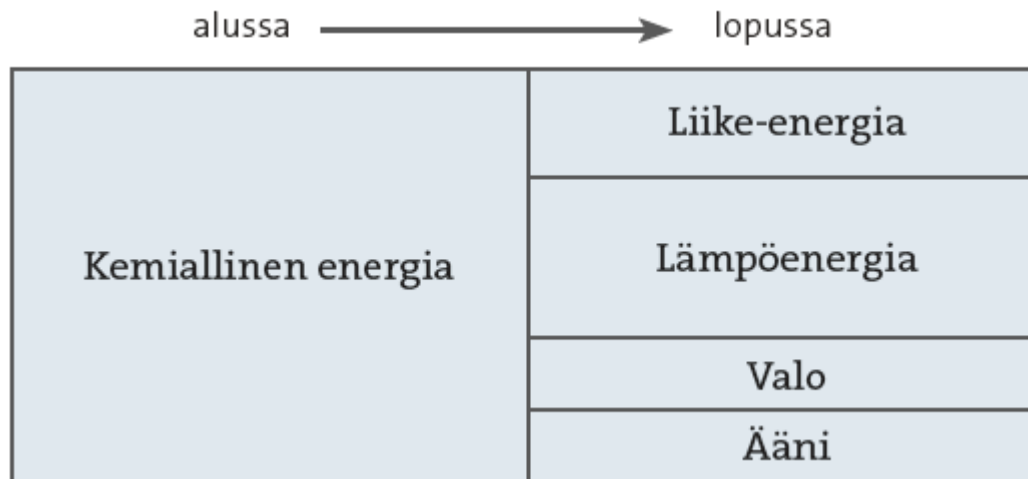 alussa
lopussa
Kemiallinen energia
Liike-energia
Lämpöenergia
Valo
Ääni